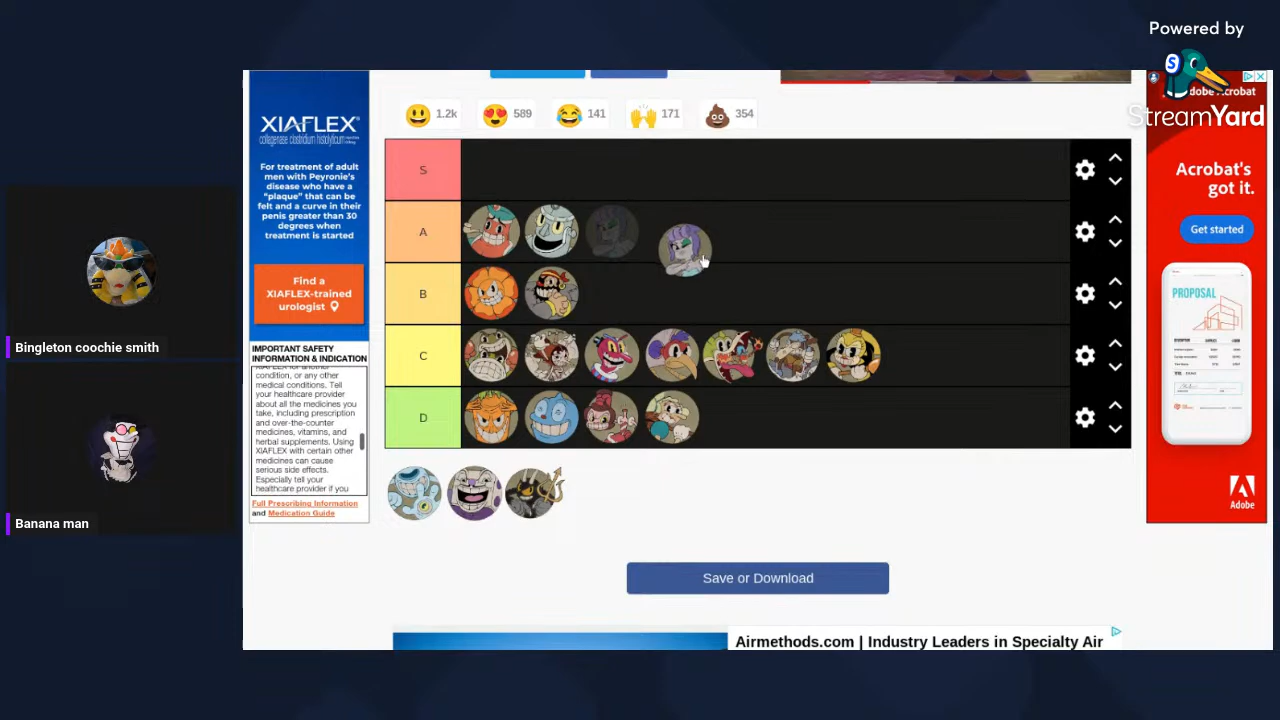 Powered by
StreamYard
Bingleton coochie smith
Banana man
XIAFLEX®
collagenase clostridium histolyticum
For treatment of adult
men with Peyronie's
disease who have a
"plaque" that can be
felt and a curve in their
penis greater than 30
degrees when
treatment is started
Find a
XIAFLEX-trained
urologist
IMPORTANT SAFETY
INFORMATION & INDICATION
condition, or any other
medical conditions. Tell
your healthcare provider
about all the medicines you
take, including prescription
and over-the-counter
medicines, vitamins, and
herbal supplements. Using
XIAFLEX with certain other
medicines can cause
serious side effects.
Especially tell your
healthcare provider if you
Full Prescribing Information
and Medication Guide
1.2k
589
141
171
354
S
A
B
C
D
Save or Download
Airmethods.com | Industry Leaders in Specialty Air
Acrobat
Acrobat's
got it.
Get started
PROPOSAL
Adobe